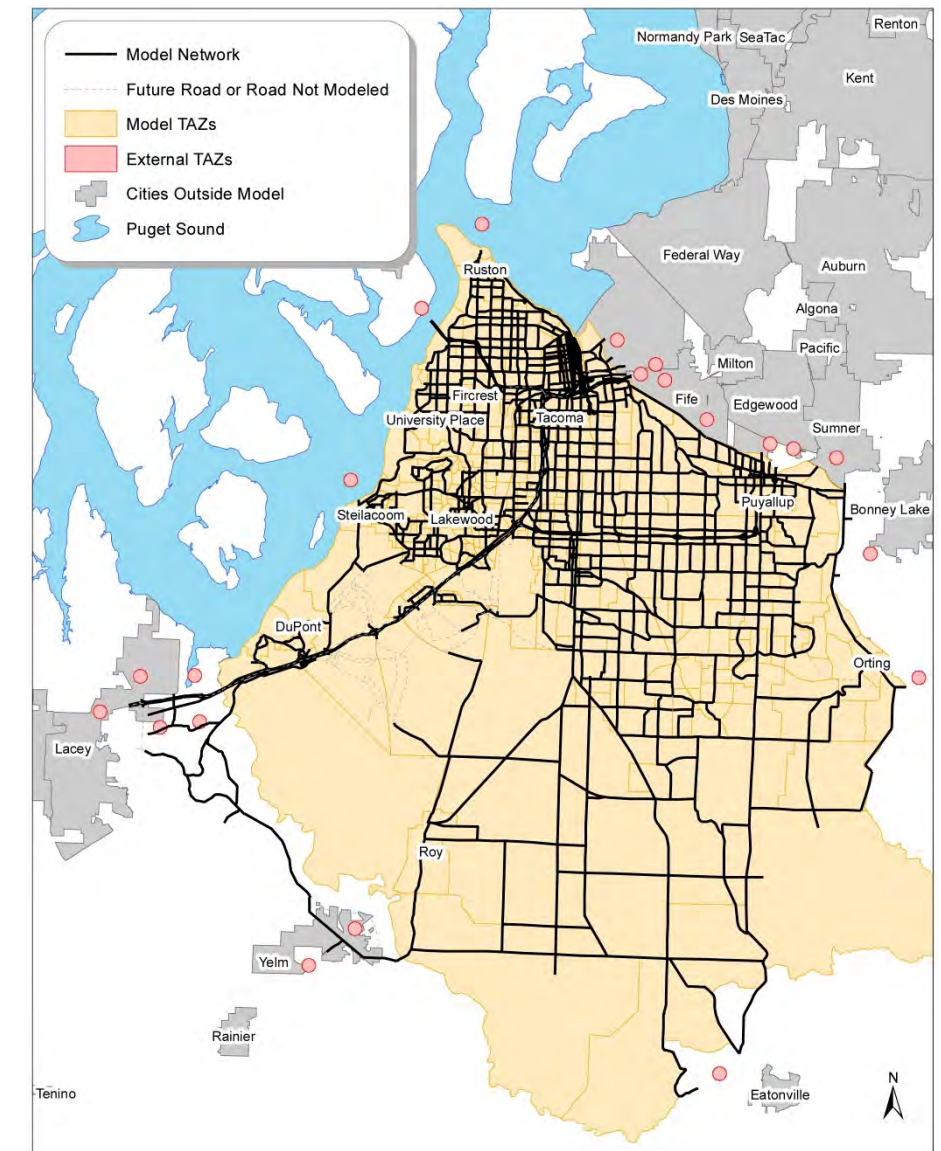 Model Network
Future Road or Road Not Modeled
Model TAZs
External TAZs
Cities Outside Model
Puget Sound
Renton
Normandy Park
SeaTac
Kent
Des Moines
Federal Way
Auburn
Ruston
Algona
Pacific
Milton
Fircrest
Fife
Edgewood
University Place
Tacoma
Sumner
Puyallup
Bonney Lake
Steilacoom
Lakewood
DuPont
Orting
Lacey
Roy
Yelm
Rainier
Tenino
Eatonville
N